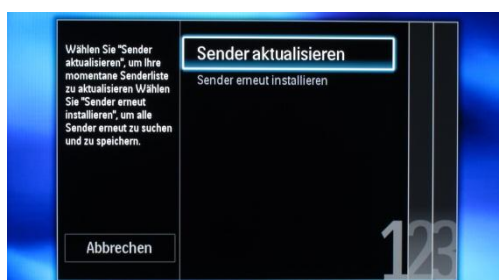 Wählen Sie "Sender
aktualisieren", um Ihre
momentane Senderliste
zu aktualisieren Wählen
Sie "Sender erneut
installieren", um alle
Sender erneut zu suchen
und zu speichern.
Abbrechen
Sender aktualisieren
Sender erneut installieren
123